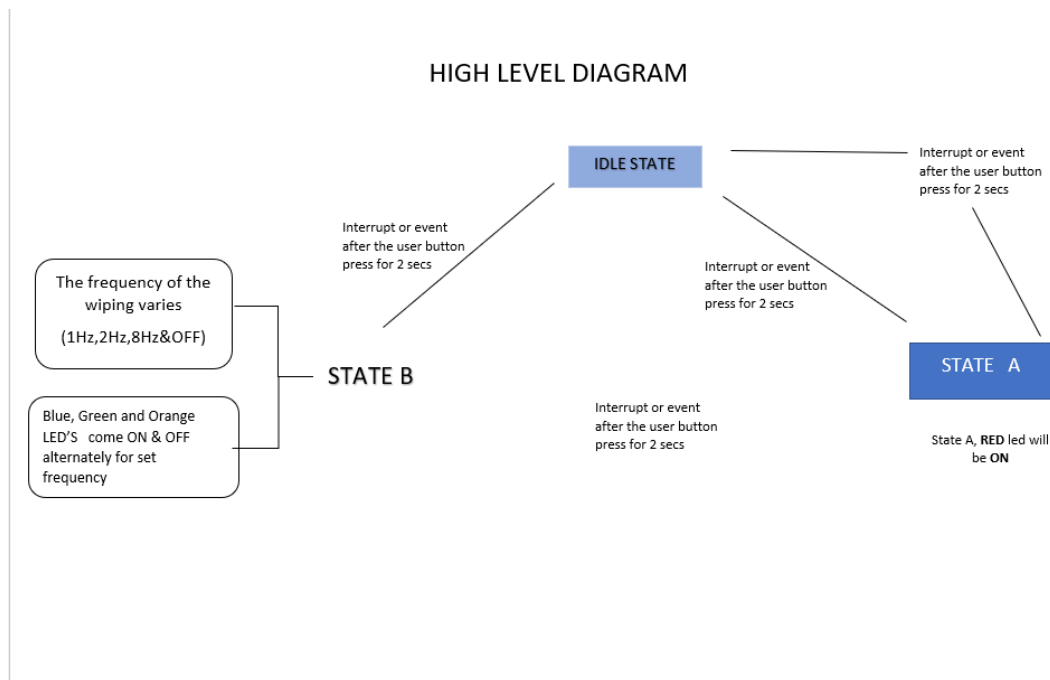 HIGH LEVEL DIAGRAM
IDLE STATE
Interrupt or event
after the user button
press for 2 secs
Interrupt or event
after the user button
press for 2 secs
Interrupt or event
after the user button
press for 2 secs
The frequency of the
wiping varies
(1Hz,2Hz,8Hz&OFF)
STATE B
STATE A
Blue, Green and Orange
LED'S come ON & OFF
alternately for set
frequency
Interrupt or event
after the user button
press for 2 secs
State A, RED led will
be ON